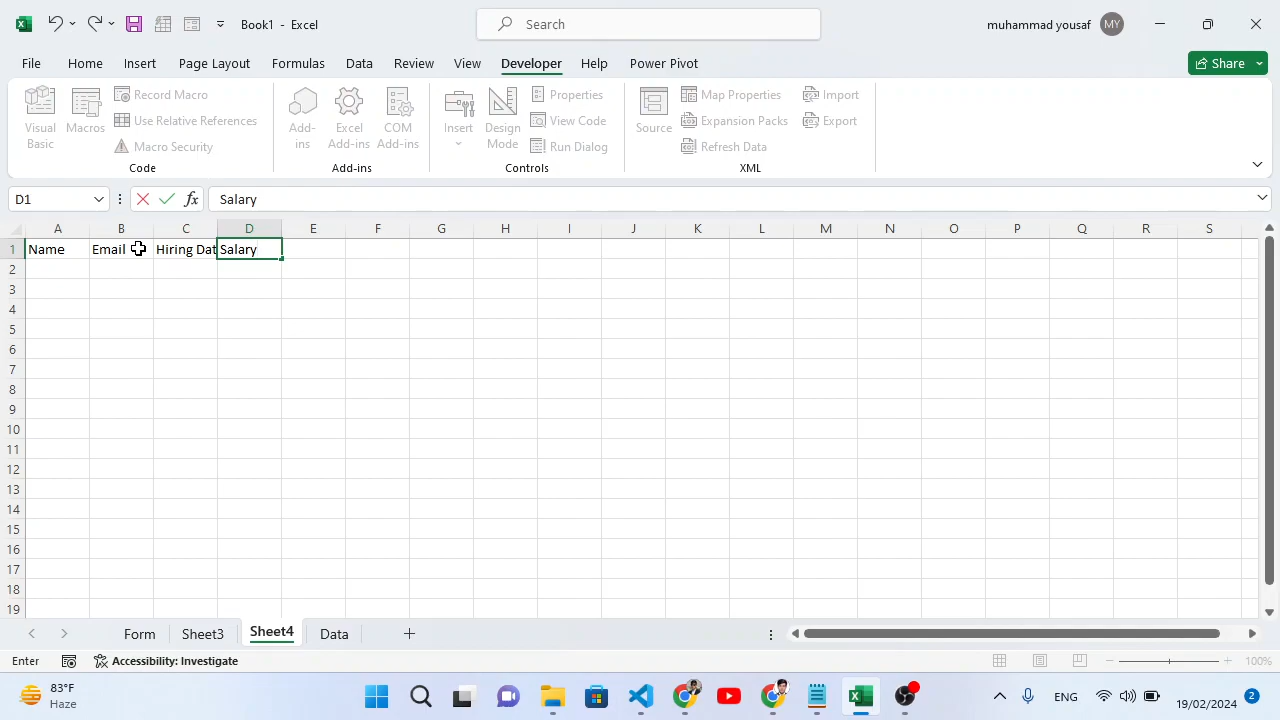 Book1 - Excel
Search
muhammad yousaf
MY
File Home Insert Page Layout Formulas Data Review View Developer Help Power Pivot
Share
Visual Basic
Macros
Record Macro
Use Relative References
Macro Security
Code
Add-ins
Excel Add-ins
COM Add-ins
Add-ins
Insert
Design Mode
Properties
View Code
Run Dialog
Controls
Source
Map Properties
Expansion Packs
Refresh Data
Import
Export
XML
D1
fx
Salary
A B C D E F G H I J K L M N O P Q R S
1 Name Email Hiring Dat Salary
2
3
4
5
6
7
8
9
10
11
12
13
14
15
16
17
18
19
Form Sheet3 Sheet4 Data
Enter
Accessibility: Investigate
100%
83°F
Haze
ENG
19/02/2024
2